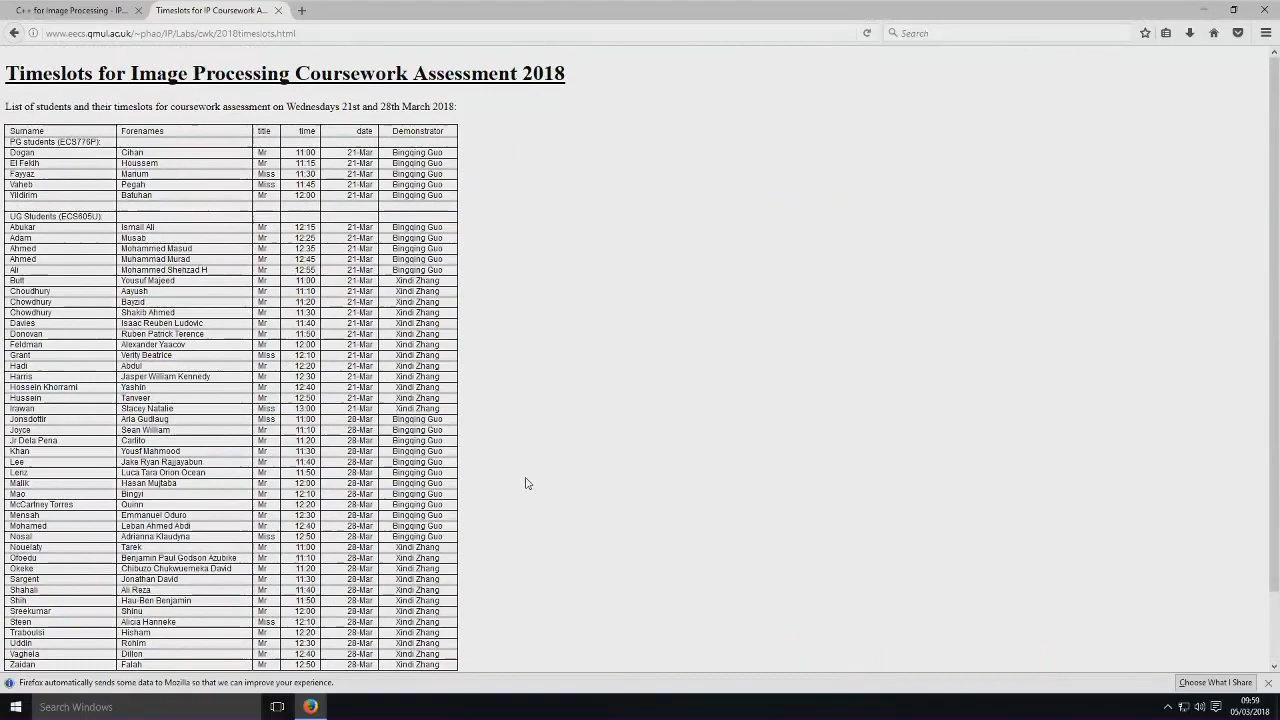 C++ for Image Processing - IP...
Timeslots for IP Coursework A...
www.eecs.qmul.ac.uk/~phao/IP/Labs/cwk/2018timeslots.html
Search
Timeslots for Image Processing Coursework Assessment 2018
List of students and their timeslots for coursework assessment on Wednesdays 21st and 28th March 2018:
Surname Forenames title time date Demonstrator
PG students (ECS776P):
Dogan Cihan Mr 11:00 21-Mar Bingqing Guo
El Fekih Houssem Mr 11:15 21-Mar Bingqing Guo
Fayyaz Marium Miss 11:30 21-Mar Bingqing Guo
Vaheb Pegah Miss 11:45 21-Mar Bingqing Guo
Yildirim Batuhan Mr 12:00 21-Mar Bingqing Guo
UG Students (ECS605U):
Abukar Ismail Ali Mr 12:15 21-Mar Bingqing Guo
Adam Musab Mr 12:25 21-Mar Bingqing Guo
Ahmed Mohammed Masud Mr 12:35 21-Mar Bingqing Guo
Ahmed Muhammad Murad Mr 12:45 21-Mar Bingqing Guo
Ali Mohammed Shehzad H Mr 12:55 21-Mar Bingqing Guo
Butt Yousuf Majeed Mr 11:00 21-Mar Xindi Zhang
Choudhury Aayush Mr 11:10 21-Mar Xindi Zhang
Chowdhury Bayzid Mr 11:20 21-Mar Xindi Zhang
Chowdhury Shakib Ahmed Mr 11:30 21-Mar Xindi Zhang
Davies Isaac Reuben Ludovic Mr 11:40 21-Mar Xindi Zhang
Donovan Ruben Patrick Terence Mr 11:50 21-Mar Xindi Zhang
Feldman Alexander Yaacov Mr 12:00 21-Mar Xindi Zhang
Grant Verity Beatrice Miss 12:10 21-Mar Xindi Zhang
Hadi Abdul Mr 12:20 21-Mar Xindi Zhang
Harris Jasper William Kennedy Mr 12:30 21-Mar Xindi Zhang
Hossein Khorrami Yashin Mr 12:40 21-Mar Xindi Zhang
Hussein Tanveer Mr 12:50 21-Mar Xindi Zhang
Irawan Stacey Natalie Miss 13:00 21-Mar Xindi Zhang
Jonsdottir Aria Gudlaug Miss 11:00 28-Mar Bingqing Guo
Joyce Sean William Mr 11:10 28-Mar Bingqing Guo
Jr Dela Pena Carlito Mr 11:20 28-Mar Bingqing Guo
Khan Yousf Mahmood Mr 11:30 28-Mar Bingqing Guo
Lee Jake Ryan Rajjayabun Mr 11:40 28-Mar Bingqing Guo
Lenz Luca Tara Orion Ocean Mr 11:50 28-Mar Bingqing Guo
Malik Hasan Mujtaba Mr 12:00 28-Mar Bingqing Guo
Mao Bingyi Mr 12:10 28-Mar Bingqing Guo
McCartney Torres Quinn Mr 12:20 28-Mar Bingqing Guo
Mensah Emmanuel Oduro Mr 12:30 28-Mar Bingqing Guo
Mohamed Leban Ahmed Abdi Mr 12:40 28-Mar Bingqing Guo
Nosal Adrianna Klaudyna Miss 12:50 28-Mar Bingqing Guo
Nouelaty Tarek Mr 11:00 28-Mar Xindi Zhang
Ofoedu Benjamin Paul Godson Azubike Mr 11:10 28-Mar Xindi Zhang
Okeke Chibuzo Chukwuemeka David Mr 11:20 28-Mar Xindi Zhang
Sargent Jonathan David Mr 11:30 28-Mar Xindi Zhang
Shahali Ali Reza Mr 11:40 28-Mar Xindi Zhang
Shih Hau-Ben Benjamin Mr 11:50 28-Mar Xindi Zhang
Sreekumar Shinu Mr 12:00 28-Mar Xindi Zhang
Steen Alicia Hanneke Miss 12:10 28-Mar Xindi Zhang
Traboulsi Hisham Mr 12:20 28-Mar Xindi Zhang
Uddin Rohim Mr 12:30 28-Mar Xindi Zhang
Vaghela Dillon Mr 12:40 28-Mar Xindi Zhang
Zaidan Falah Mr 12:50 28-Mar Xindi Zhang
Firefox automatically sends some data to Mozilla so that we can improve your experience.
Choose What I Share
Search Windows
09:59
05/03/2018